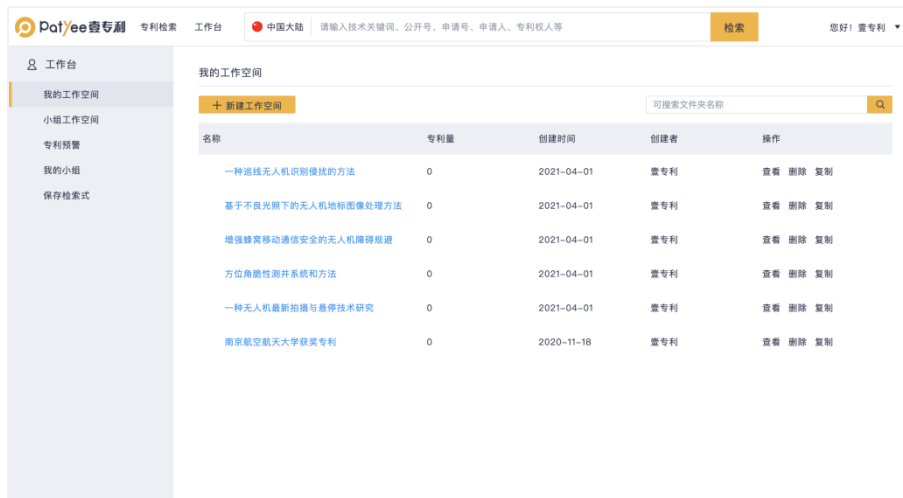 Patyee壹专利 专利检索 工作台 中国大陆 请输入技术关键词、公开号、申请号、申请人、专利权人等 检索 您好！壹专利
工作台
我的工作空间
小组工作空间
专利预警
我的小组
保存检索式
我的工作空间
+ 新建工作空间 可搜索文件夹名称
名称 专利量 创建时间 创建者 操作
一种巡线无人机识别侵扰的方法 0 2021-04-01 壹专利 查看 删除 复制
基于不良光照下的无人机地标图像处理方法 0 2021-04-01 壹专利 查看 删除 复制
增强蜂窝移动通信安全的无人机障碍规避 0 2021-04-01 壹专利 查看 删除 复制
方位角脆性测井系统和方法 0 2021-04-01 壹专利 查看 删除 复制
一种无人机最新拍摄与悬停技术研究 0 2021-04-01 壹专利 查看 删除 复制
南京航空航天大学获奖专利 0 2020-11-18 壹专利 查看 删除 复制